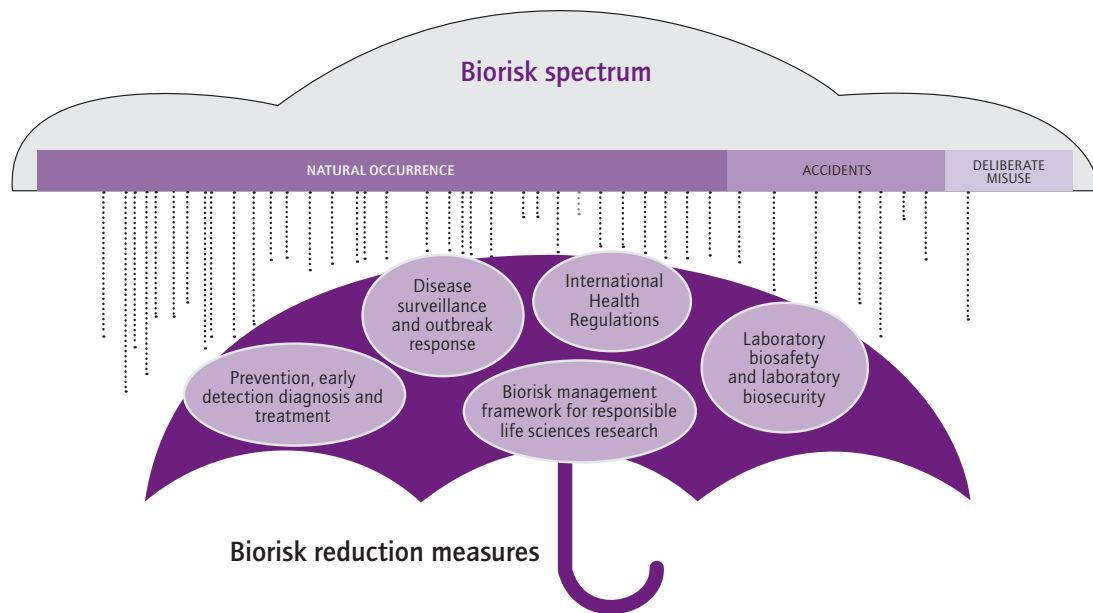 Biorisk spectrum
NATURAL OCCURRENCE
ACCIDENTS
DELIBERATE
MISUSE
Disease
surveillance
and outbreak
response
International
Health
Regulations
Laboratory
biosafety
and laboratory
biosecurity
Prevention, early
detection diagnosis and
treatment
Biorisk management
framework for responsible
life sciences research
Biorisk reduction measures